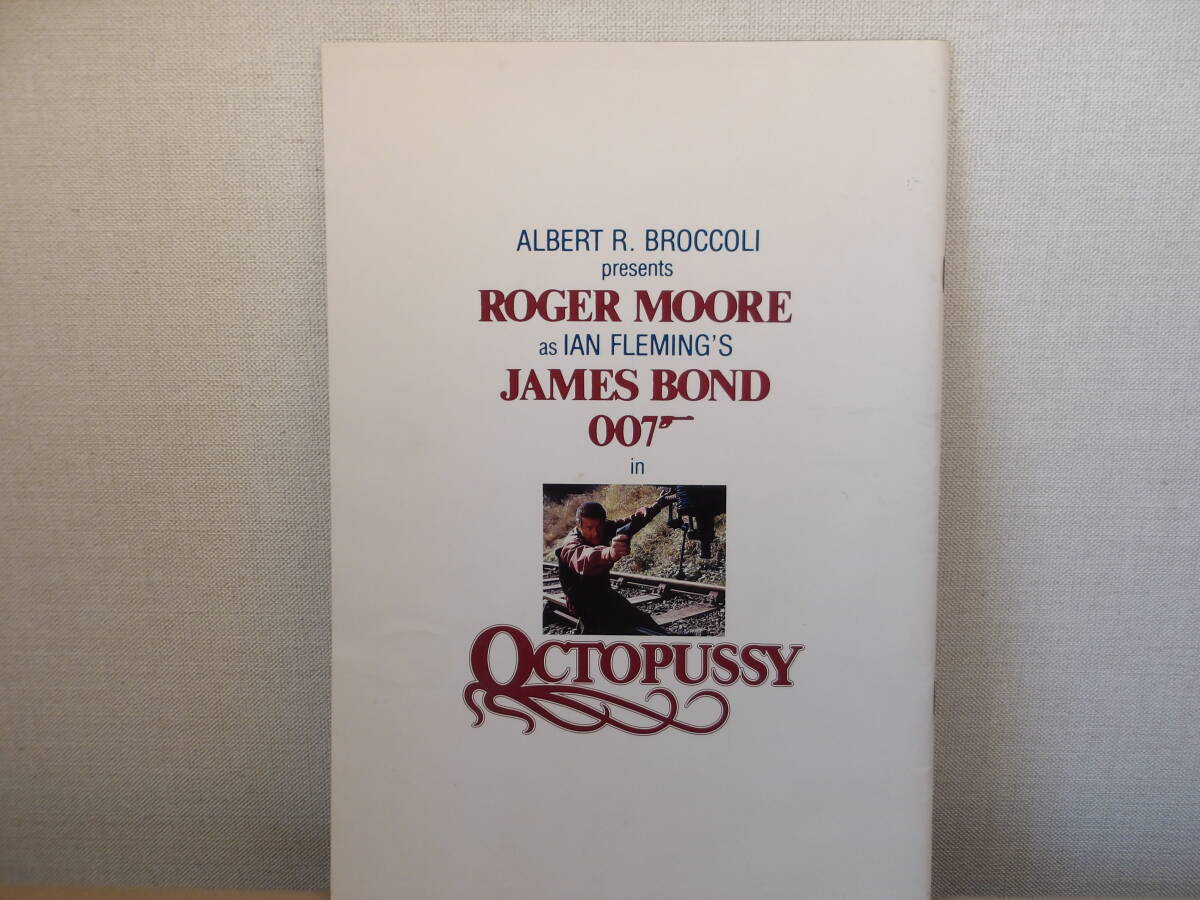 ALBERT R. BROCCOLI
presents
ROGER MOORE
as IAN FLEMING'S
JAMES BOND
007
in
OCTOPUSSY